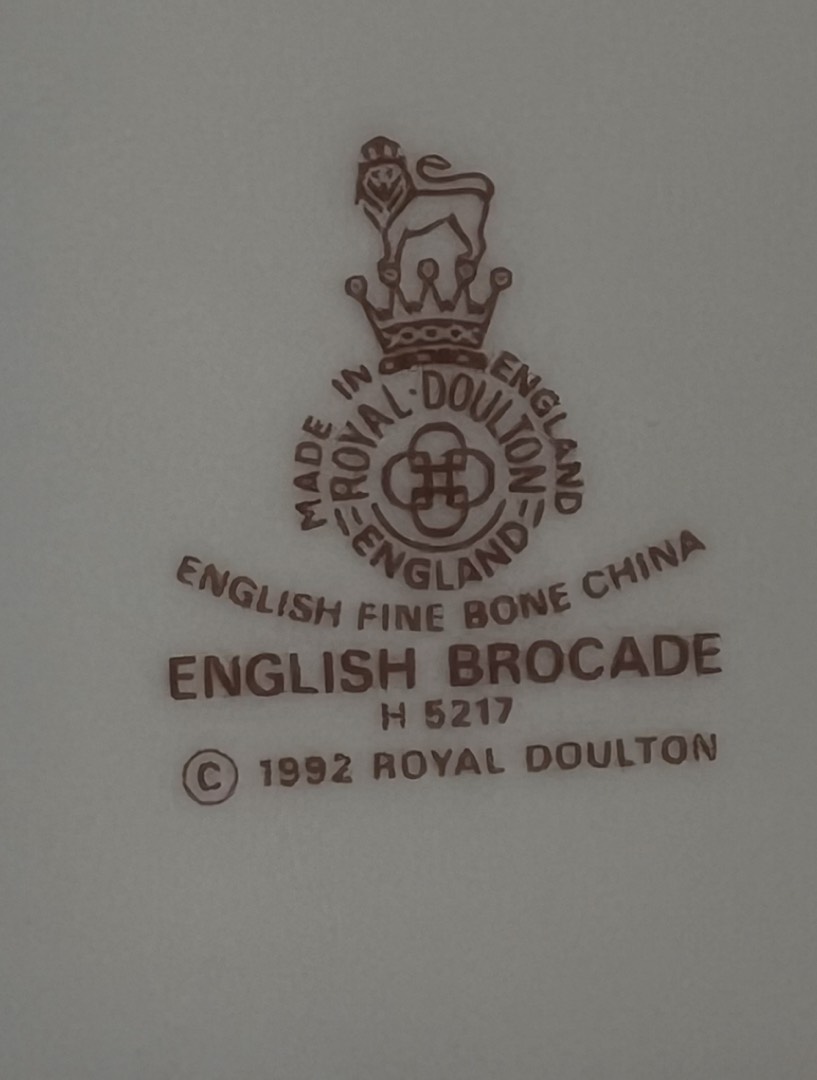 MADE IN ENGLAND
ROYAL·DOULTON
ENGLAND
ENGLISH FINE BONE CHINA
ENGLISH BROCADE
H 5217
© 1992 ROYAL DOULTON